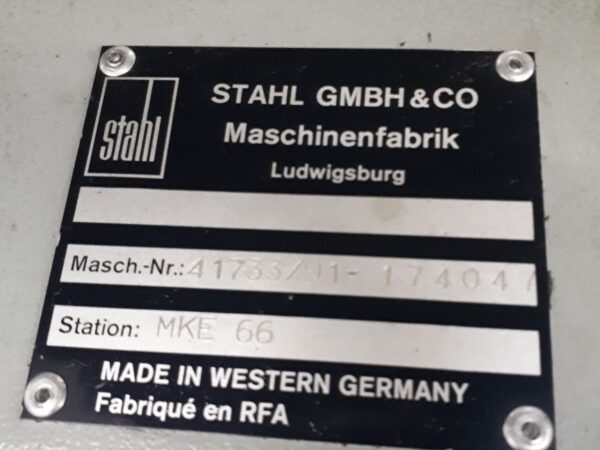 stahl
STAHL GMBH & CO
Maschinenfabrik
Ludwigsburg
Masch.-Nr.: 41733/91- 174047
Station: MKE 66
MADE IN WESTERN GERMANY
Fabriqué en RFA